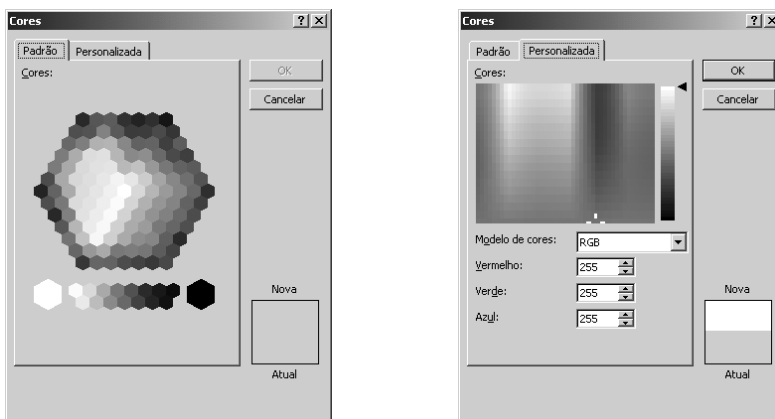 Cores
Padrão
Personalizada
Cores:
OK
Cancelar
Nova
Atual
Cores
Padrão
Personalizada
Cores:
OK
Cancelar
Modelo de cores: RGB
Vermelho: 255
Verde: 255
Azul: 255
Nova
Atual